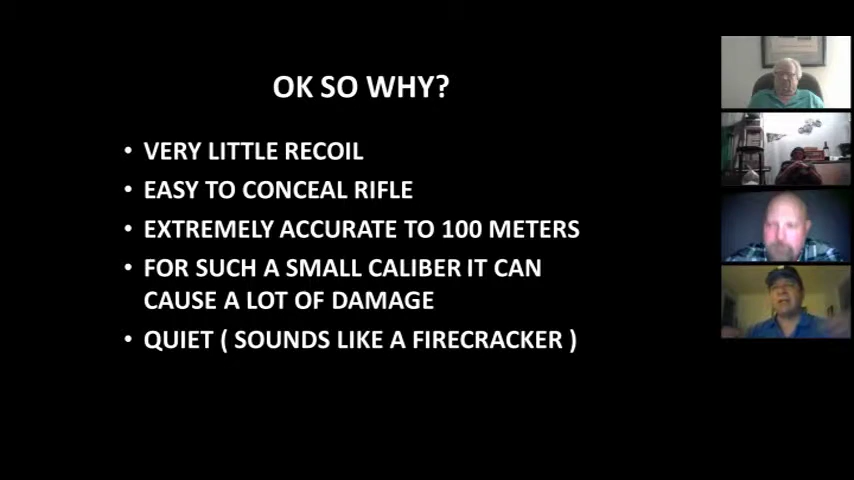 OK SO WHY?
• VERY LITTLE RECOIL
• EASY TO CONCEAL RIFLE
• EXTREMELY ACCURATE TO 100 METERS
• FOR SUCH A SMALL CALIBER IT CAN
CAUSE A LOT OF DAMAGE
• QUIET ( SOUNDS LIKE A FIRECRACKER )